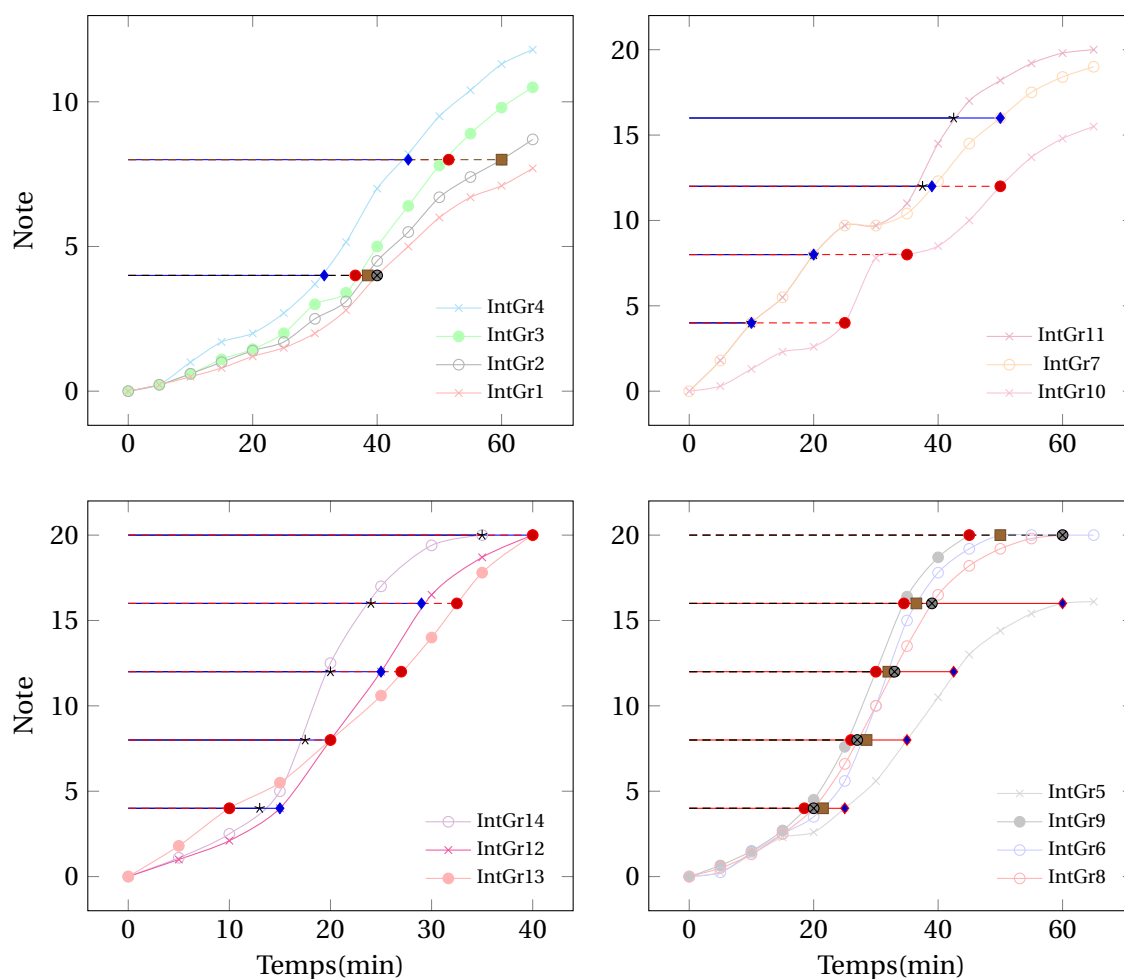 Note
10
5
0
0
20
40
60
IntGr4
IntGr3
IntGr2
IntGr1
20
15
10
5
0
0
20
40
60
IntGr11
IntGr7
IntGr10
Note
20
15
10
5
0
0
10
20
30
40
Temps(min)
IntGr14
IntGr12
IntGr13
20
15
10
5
0
0
20
40
60
Temps(min)
IntGr5
IntGr9
IntGr6
IntGr8